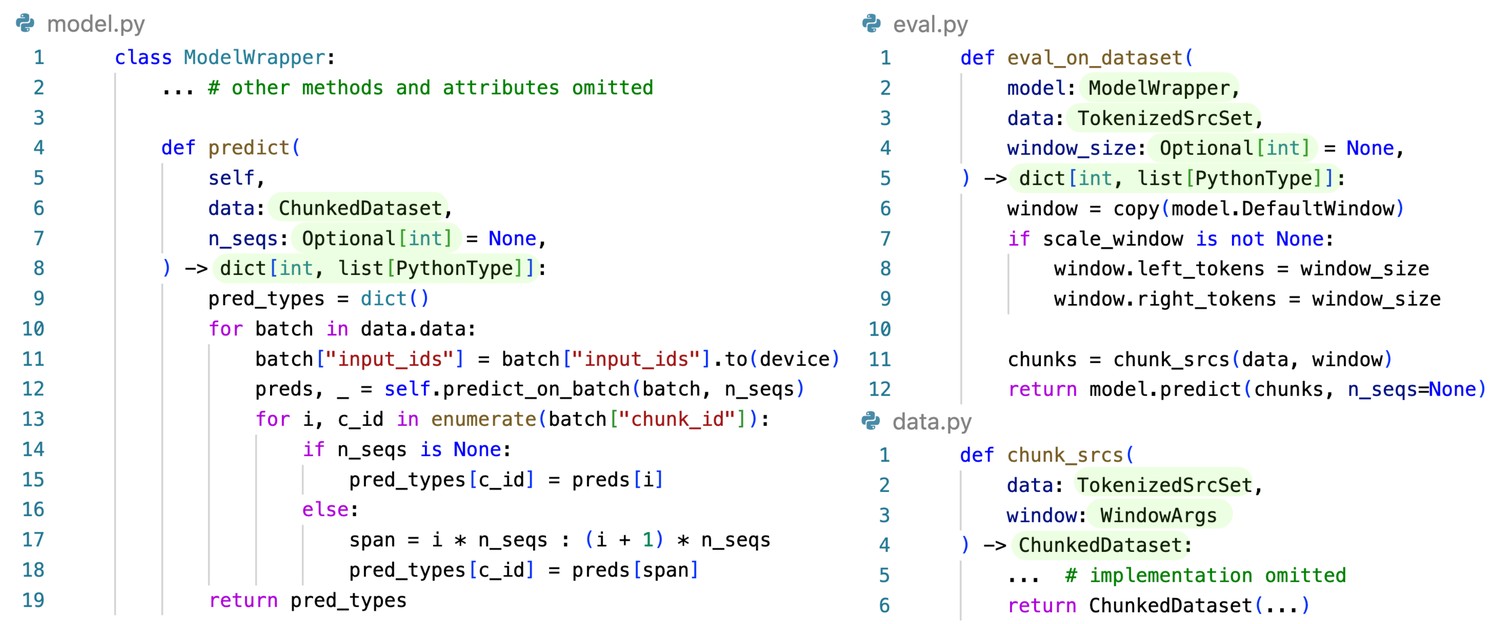 model.py
1 class ModelWrapper:
2 ... # other methods and attributes omitted
3
4 def predict(
5 self,
6 data: ChunkedDataset,
7 n_seqs: Optional[int] = None,
8 ) -> dict[int, list[PythonType]]:
9 pred_types = dict()
10 for batch in data.data:
11 batch["input_ids"] = batch["input_ids"].to(device)
12 preds, _ = self.predict_on_batch(batch, n_seqs)
13 for i, c_id in enumerate(batch["chunk_id"]):
14 if n_seqs is None:
15 pred_types[c_id] = preds[i]
16 else:
17 span = i * n_seqs : (i + 1) * n_seqs
18 pred_types[c_id] = preds[span]
19 return pred_types
eval.py
1 def eval_on_dataset(
2 model: ModelWrapper,
3 data: TokenizedSrcSet,
4 window_size: Optional[int] = None,
5 ) -> dict[int, list[PythonType]]:
6 window = copy(model.DefaultWindow)
7 if scale_window is not None:
8 window.left_tokens = window_size
9 window.right_tokens = window_size
10
11 chunks = chunk_srcs(data, window)
12 return model.predict(chunks, n_seqs=None)
data.py
1 def chunk_srcs(
2 data: TokenizedSrcSet,
3 window: WindowArgs
4 ) -> ChunkedDataset:
5 ... # implementation omitted
6 return ChunkedDataset(...)